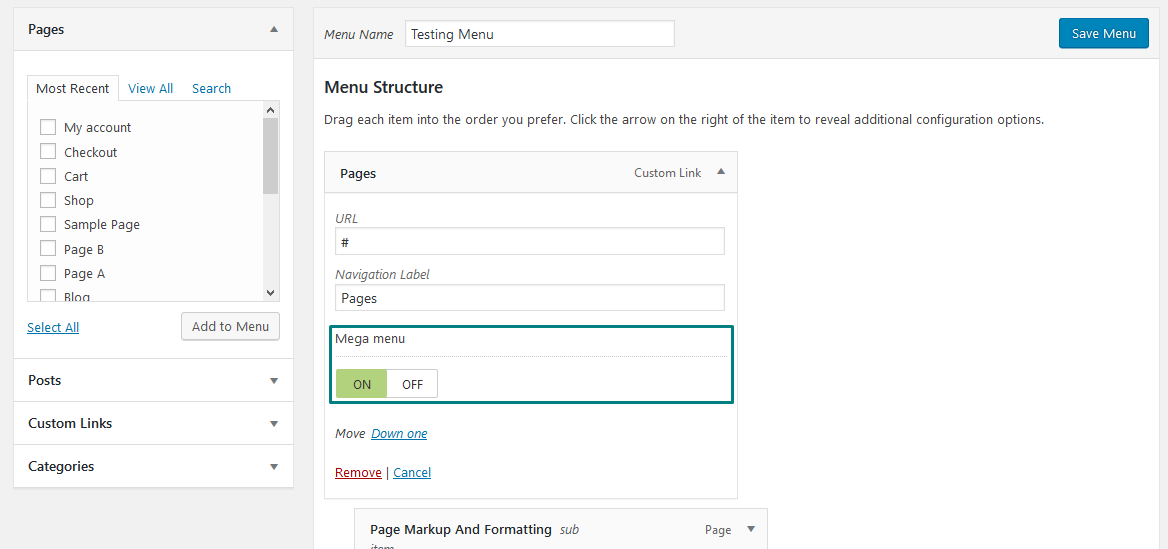 Pages
Most Recent View All Search
My account
Checkout
Cart
Shop
Sample Page
Page B
Page A
Blog
Select All Add to Menu
Posts
Custom Links
Categories
Menu Name Testing Menu Save Menu
Menu Structure
Drag each item into the order you prefer. Click the arrow on the right of the item to reveal additional configuration options.
Pages Custom Link
URL
#
Navigation Label
Pages
Mega menu
ON OFF
Move Down one
Remove | Cancel
Page Markup And Formatting sub Page
item